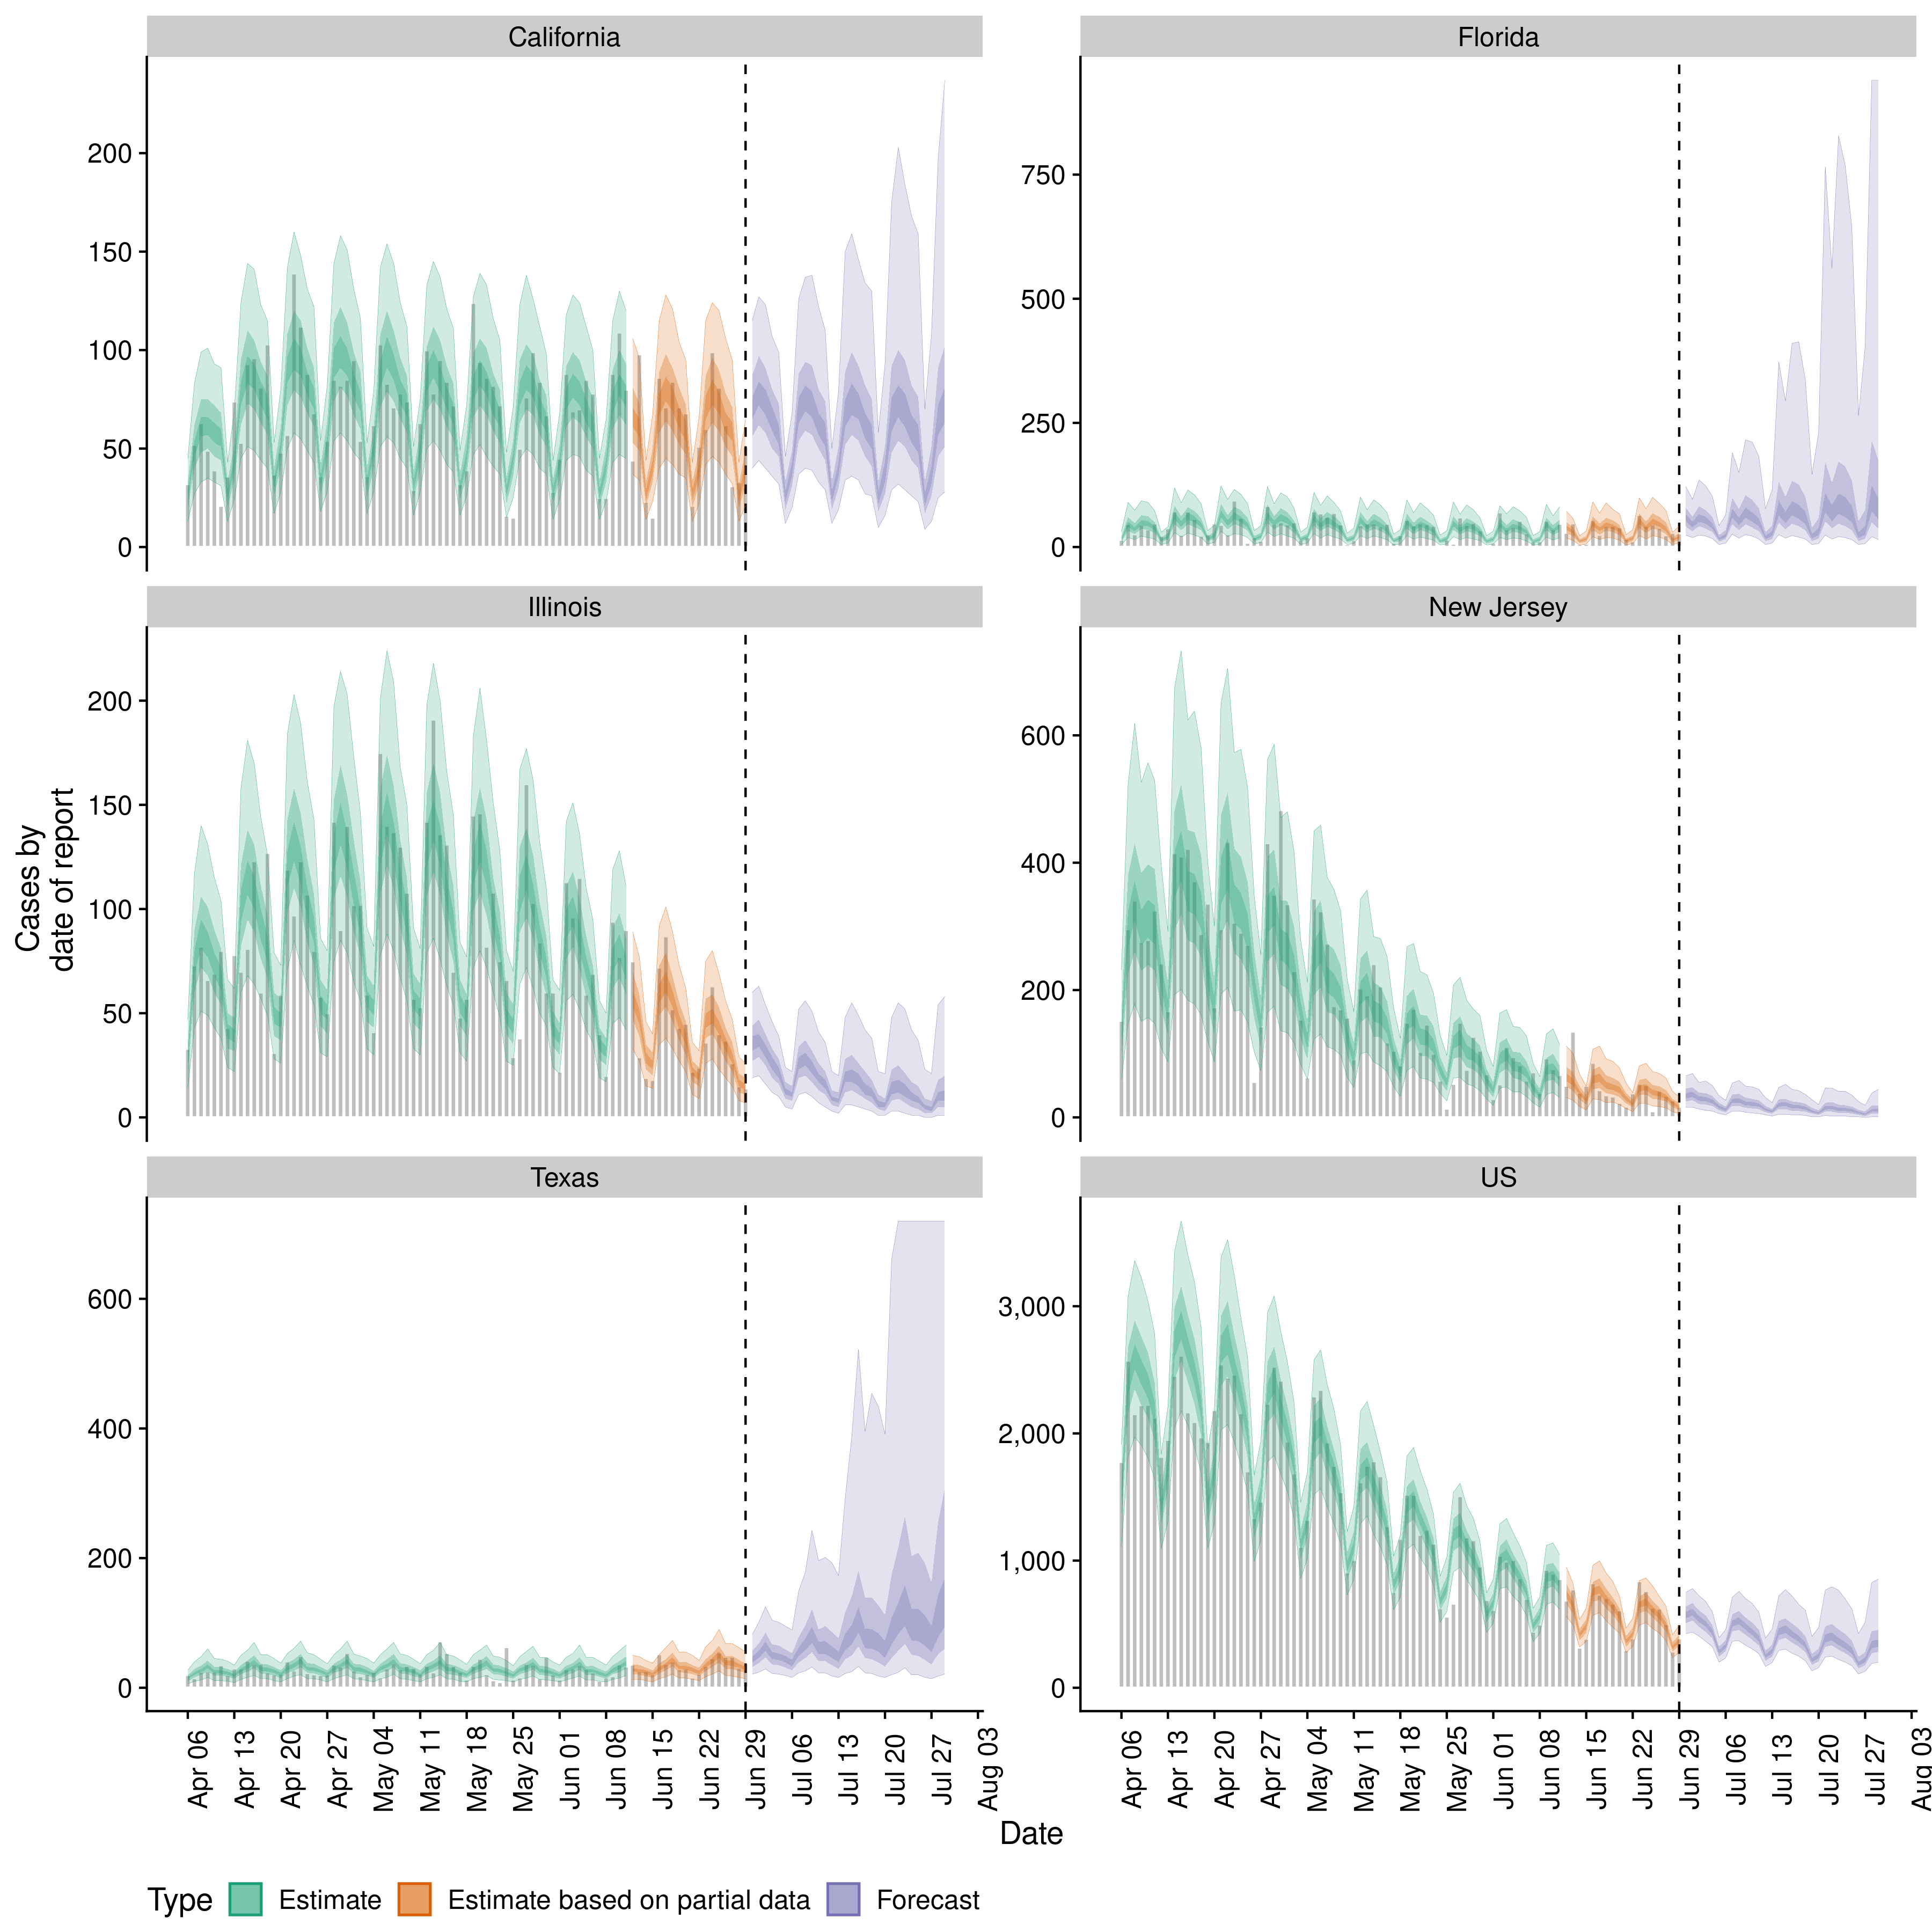 California
Florida
200
150
100
50
0
750
500
250
0
Illinois
New Jersey
Cases by
date of report
200
150
100
50
0
600
400
200
0
Texas
US
600
400
200
0
3,000
2,000
1,000
0
Apr 06
Apr 13
Apr 20
Apr 27
May 04
May 11
May 18
May 25
Jun 01
Jun 08
Jun 15
Jun 22
Jun 29
Jul 06
Jul 13
Jul 20
Jul 27
Aug 03
Apr 06
Apr 13
Apr 20
Apr 27
May 04
May 11
May 18
May 25
Jun 01
Jun 08
Jun 15
Jun 22
Jun 29
Jul 06
Jul 13
Jul 20
Jul 27
Aug 03
Date
Type Estimate Estimate based on partial data Forecast